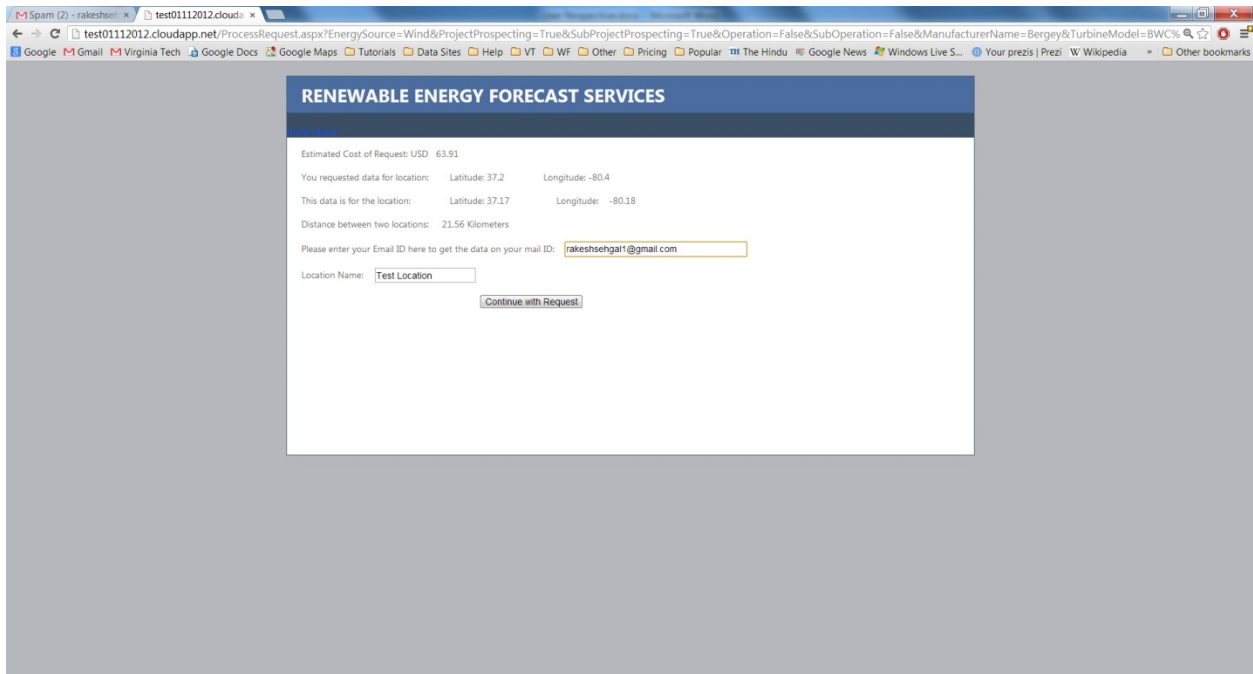 Spam (2) - rakeshseh
test01112012.clouda
test01112012.cloudapp.net/ProcessRequest.aspx?EnergySource=Wind&ProjectProspecting=True&SubProjectProspecting=True&Operation=False&SubOperation=False&ManufacturerName=Bergey&TurbineModel=BWC%
Google Gmail Virginia Tech Google Docs Google Maps Tutorials Data Sites Help VT WF Other Pricing Popular The Hindu Google News Windows Live S... Your prezis | Prezi Wikipedia » Other bookmarks
RENEWABLE ENERGY FORECAST SERVICES
Estimated Cost of Request: USD 63.91
You requested data for location: Latitude: 37.2 Longitude: -80.4
This data is for the location: Latitude: 37.17 Longitude: -80.18
Distance between two locations: 21.56 Kilometers
Please enter your Email ID here to get the data on your mail ID: rakeshsehgal1@gmail.com
Location Name: Test Location
Continue with Request